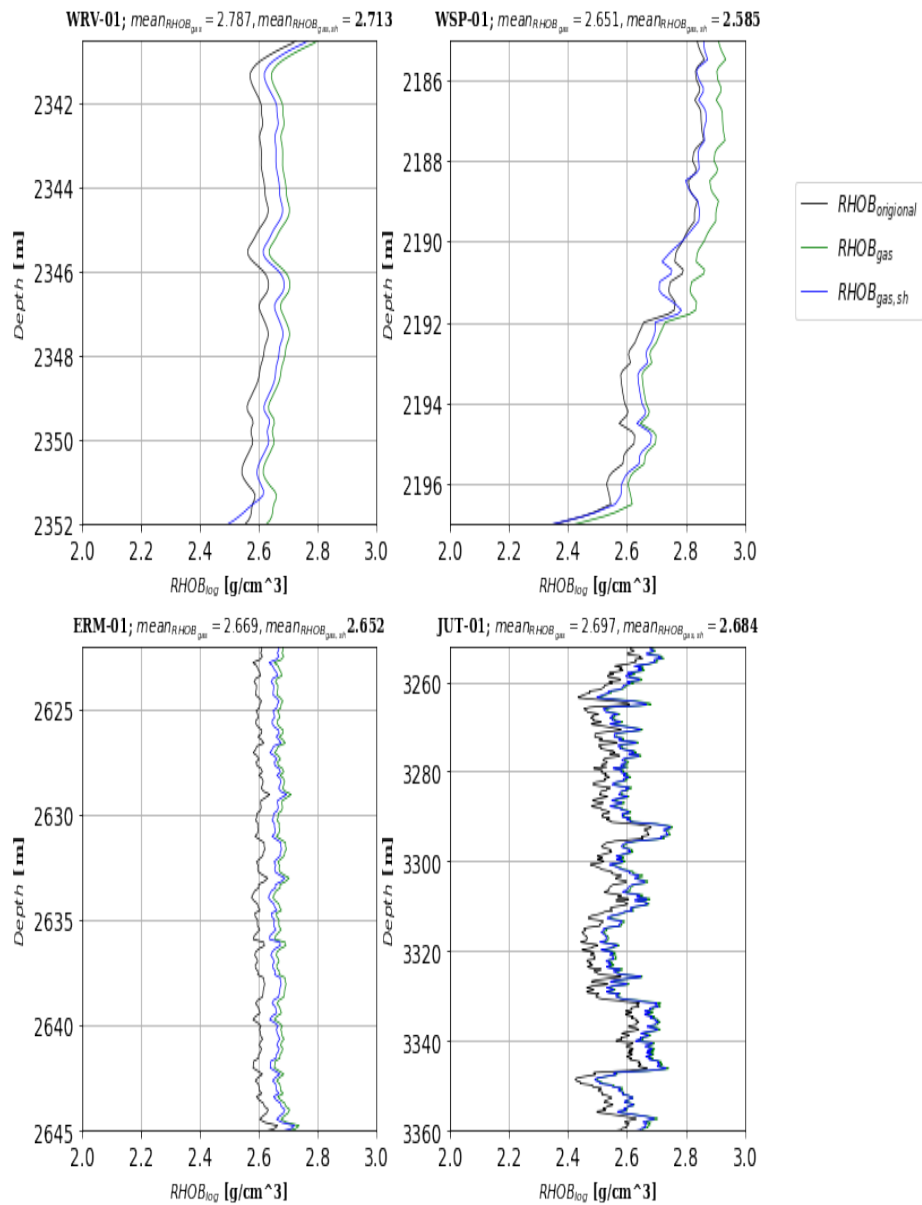 WRV-01; mean_RHOB_gas = 2.787, mean_RHOB_gas,sh = 2.713
2342
2344
2346
2348
2350
2352
Depth [m]
2.0 2.2 2.4 2.6 2.8 3.0
RHOB_log [g/cm^3]
WSP-01; mean_RHOB_gas = 2.651, mean_RHOB_gas,sh = 2.585
2186
2188
2190
2192
2194
2196
Depth [m]
2.0 2.2 2.4 2.6 2.8 3.0
RHOB_log [g/cm^3]
RHOB_origional
RHOB_gas
RHOB_gas,sh
ERM-01; mean_RHOB_gas = 2.669, mean_RHOB_gas,sh 2.652
2625
2630
2635
2640
2645
Depth [m]
2.0 2.2 2.4 2.6 2.8 3.0
RHOB_log [g/cm^3]
JUT-01; mean_RHOB_gas = 2.697, mean_RHOB_gas,sh = 2.684
3260
3280
3300
3320
3340
3360
Depth [m]
2.0 2.2 2.4 2.6 2.8 3.0
RHOB_log [g/cm^3]